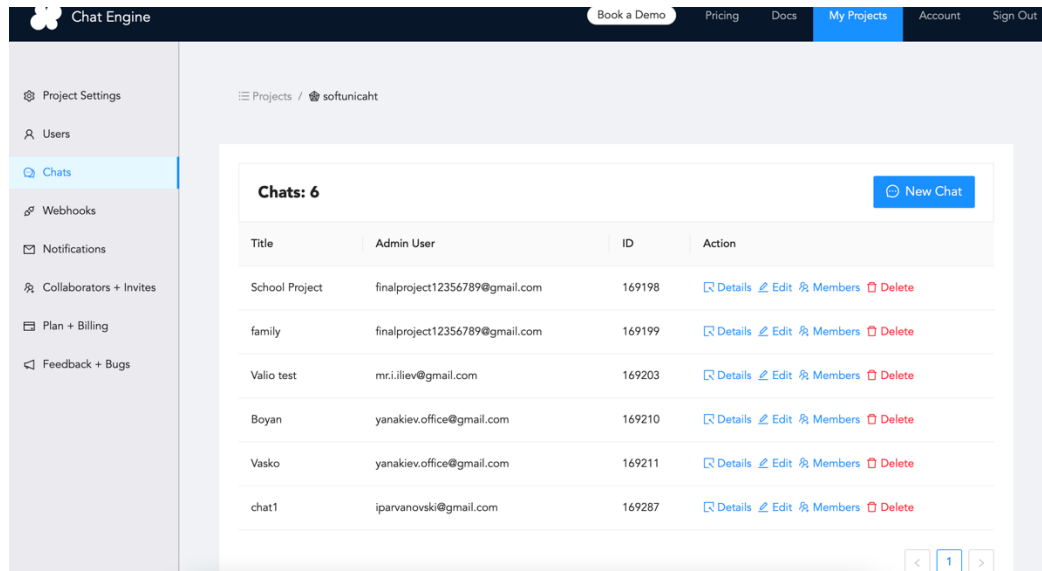 Chat Engine
Book a Demo Pricing Docs My Projects Account Sign Out
Project Settings
Users
Chats
Webhooks
Notifications
Collaborators + Invites
Plan + Billing
Feedback + Bugs
Projects / softunicaht
Chats: 6
New Chat
Title Admin User ID Action
School Project finalproject12356789@gmail.com 169198 Details Edit Members Delete
family finalproject12356789@gmail.com 169199 Details Edit Members Delete
Valio test mr.i.iliev@gmail.com 169203 Details Edit Members Delete
Boyan yanakiev.office@gmail.com 169210 Details Edit Members Delete
Vasko yanakiev.office@gmail.com 169211 Details Edit Members Delete
chat1 iparvanovski@gmail.com 169287 Details Edit Members Delete
< 1 >